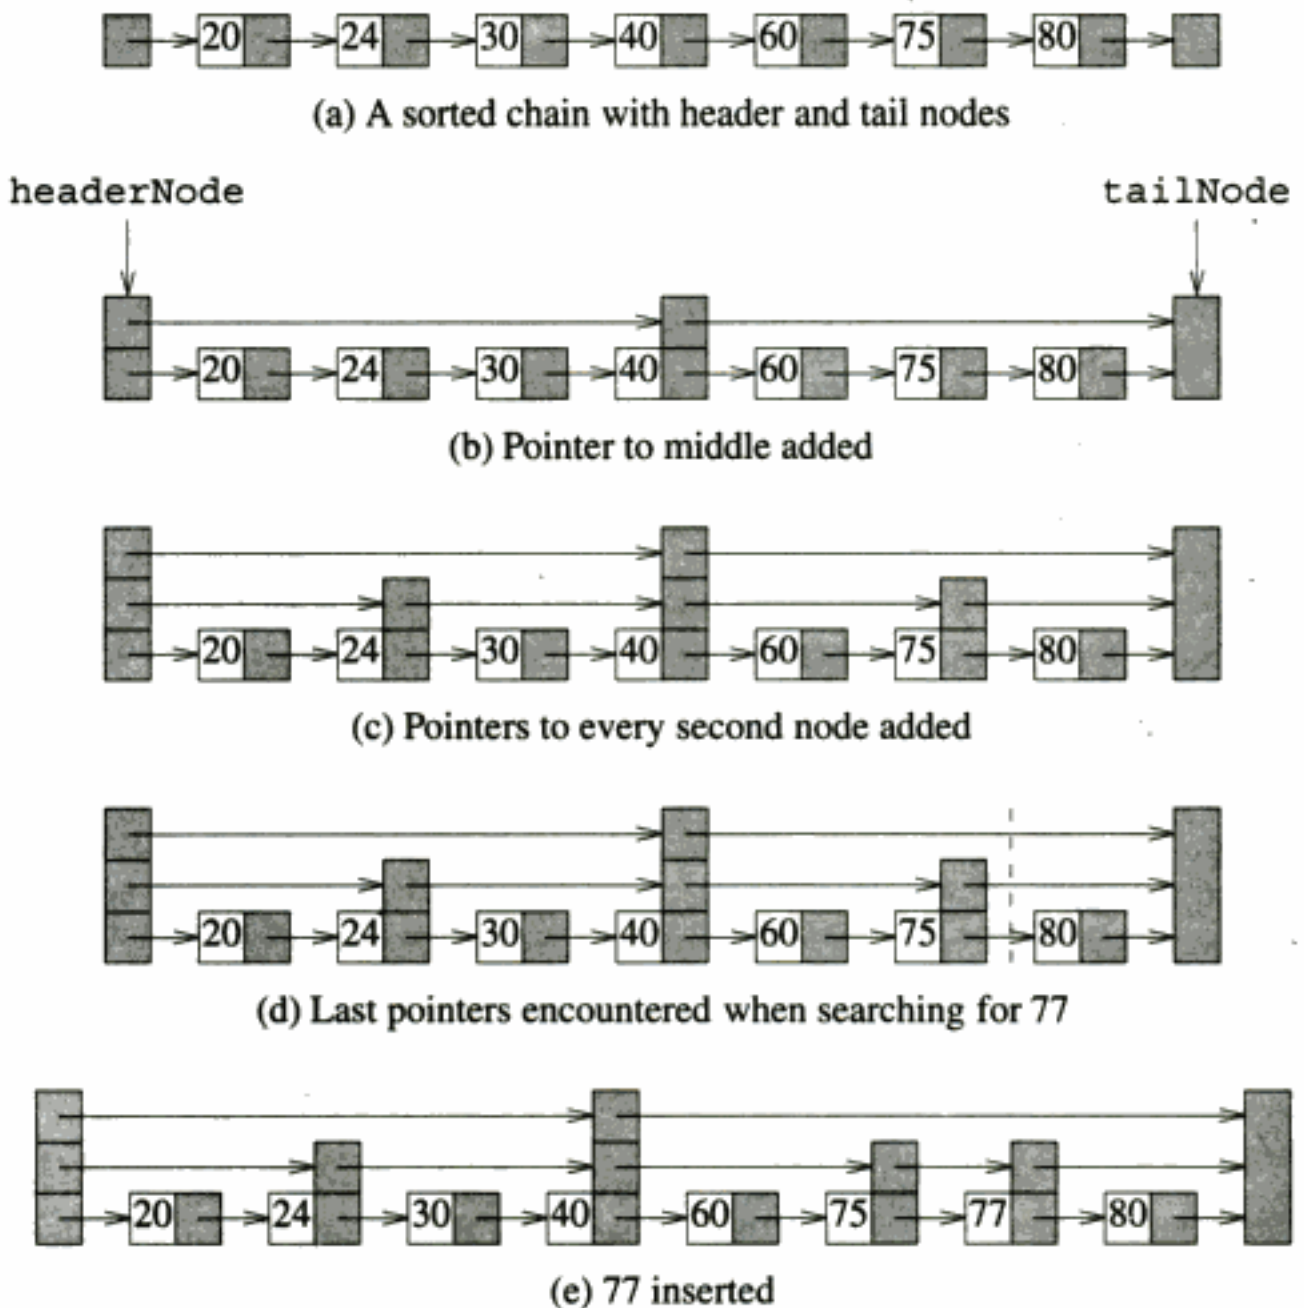 20 24 30 40 60 75 80
(a) A sorted chain with header and tail nodes
headerNode tailNode
20 24 30 40 60 75 80
(b) Pointer to middle added
20 24 30 40 60 75 80
(c) Pointers to every second node added
20 24 30 40 60 75 80
(d) Last pointers encountered when searching for 77
20 24 30 40 60 75 77 80
(e) 77 inserted